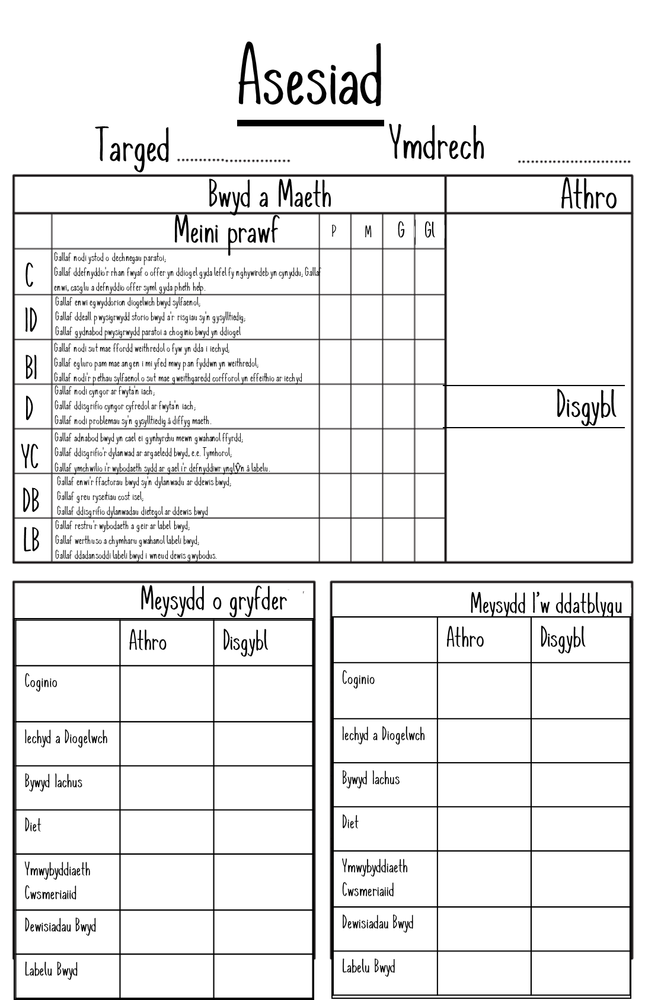 Asesiad
Targed ........................ Ymdrech ........................
Bwyd a Maeth
Athro
Meini prawf P M G Gl
C
Gallaf nodi ystod o dechnegau paratoi;
Gallaf ddefnyddio'r rhan fwyaf o offer yn ddiogel gyda lefel fy nghywirdeb yn cynyddu; Gallaf
enwi, casglu a defnyddio offer syml gyda pheth help.
ID
Gallaf enwi egwyddorion diogelwch bwyd sylfaenol;
Gallaf ddeall pwysigrwydd storio bwyd a'r risgiau sy'n gysylltiedig;
Gallaf gydnabod pwysigrwydd paratoi a choginio bwyd yn ddiogel
BI
Gallaf nodi sut mae ffordd weithredol o fyw yn dda i iechyd;
Gallaf egluro pam mae angen i mi yfed mwy pan fyddwn yn weithredol;
Gallaf nodi'r pethau sylfaenol o sut mae gweithgaredd corfforol yn effeithio ar iechyd
D
Gallaf nodi cyngor ar fwyta'n iach;
Gallaf ddisgrifio cyngor cyfredol ar fwyta'n iach;
Gallaf nodi problemau sy'n gysylltiedig â diffyg maeth.
Disgybl
YC
Gallaf adnabod bwyd yn cael ei gynhyrchu mewn gwahanol ffyrdd;
Gallaf ddisgrifio'r dylanwad ar argaeledd bwyd, e.e. Tymhorol;
Gallaf ymchwilio i'r wybodaeth sydd ar gael i'r defnyddiwr ynglŷn â labelu.
DB
Gallaf enwi'r ffactorau bwyd sy'n dylanwadu ar ddewis bwyd;
Gallaf greu ryseitiau cost isel;
Gallaf ddisgrifio dylanwadau dietegol ar ddewis bwyd
LB
Gallaf restru'r wybodaeth a geir ar label bwyd;
Gallaf werthuso a chymharu gwahanol labeli bwyd;
Gallaf ddadansoddi labeli bwyd i wneud dewis gwybodus.
Meysydd o gryfder
Athro Disgybl
Coginio
Iechyd a Diogelwch
Bywyd Iachus
Diet
Ymwybyddiaeth
Cwsmeriaiid
Dewisiadau Bwyd
Labelu Bwyd
Meysydd I'w ddatblygu
Athro Disgybl
Coginio
Iechyd a Diogelwch
Bywyd Iachus
Diet
Ymwybyddiaeth
Cwsmeriaiid
Dewisiadau Bwyd
Labelu Bwyd